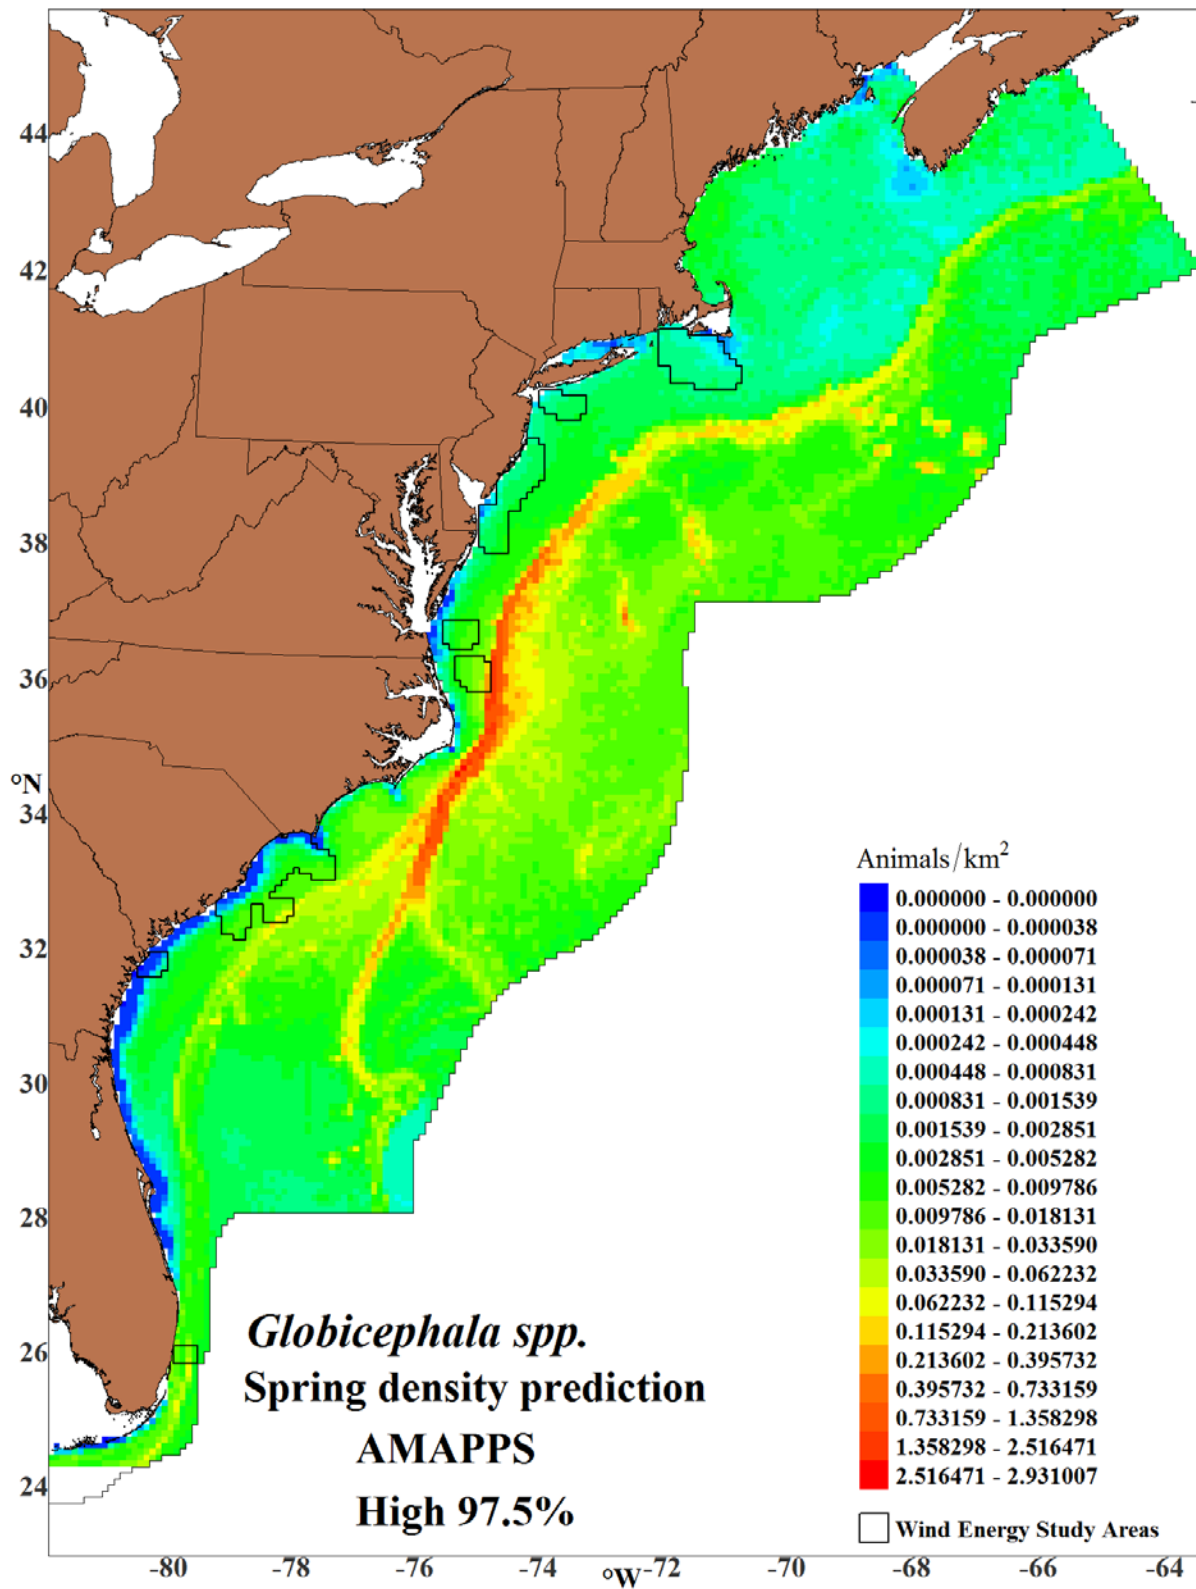 44
42
40
38
36
°N
34
32
30
28
26
24
Animals/km²
0.000000 - 0.000000
0.000000 - 0.000038
0.000038 - 0.000071
0.000071 - 0.000131
0.000131 - 0.000242
0.000242 - 0.000448
0.000448 - 0.000831
0.000831 - 0.001539
0.001539 - 0.002851
0.002851 - 0.005282
0.005282 - 0.009786
0.009786 - 0.018131
0.018131 - 0.033590
0.033590 - 0.062232
0.062232 - 0.115294
0.115294 - 0.213602
0.213602 - 0.395732
0.395732 - 0.733159
0.733159 - 1.358298
1.358298 - 2.516471
2.516471 - 2.931007
Wind Energy Study Areas
Globicephala spp.
Spring density prediction
AMAPPS
High 97.5%
-80 -78 -76 -74 °W -72 -70 -68 -66 -64